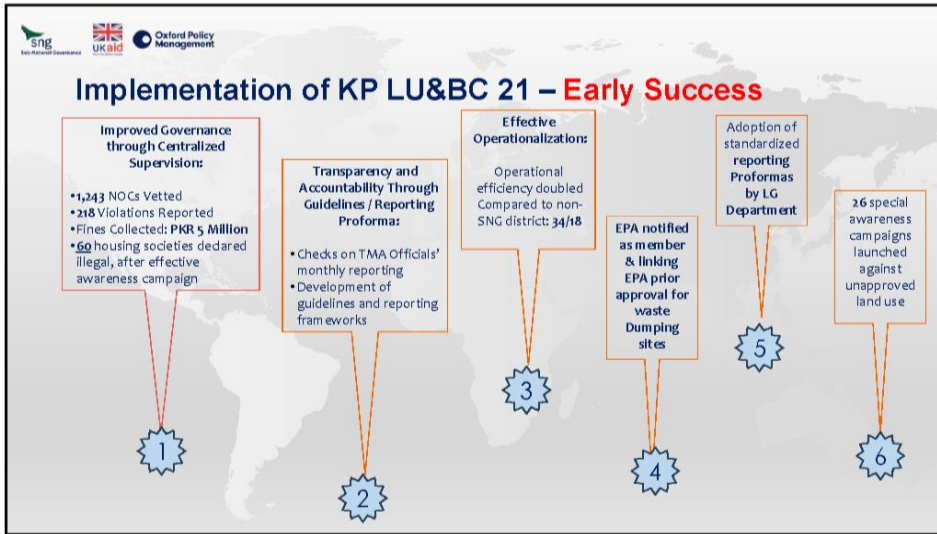 sng
Sub-National Governance
UKaid
Oxford Policy
Management
Implementation of KP LU&BC 21 – Early Success
Improved Governance
through Centralized
Supervision:
•1,243 NOCs Vetted
•218 Violations Reported
•Fines Collected: PKR 5 Million
•60 housing societies declared
illegal, after effective
awareness campaign
1
Transparency and
Accountability Through
Guidelines / Reporting
Proforma:
•Checks on TMA Officials'
monthly reporting
•Development of
guidelines and reporting
frameworks
2
Effective
Operationalization:
Operational
efficiency doubled
Compared to non-
SNG district: 34/18
3
EPA notified
as member
& linking
EPA prior
approval for
waste
Dumping
sites
4
Adoption of
standardized
reporting
Proformas
by LG
Department
5
26 special
awareness
campaigns
launched
against
unapproved
land use
6